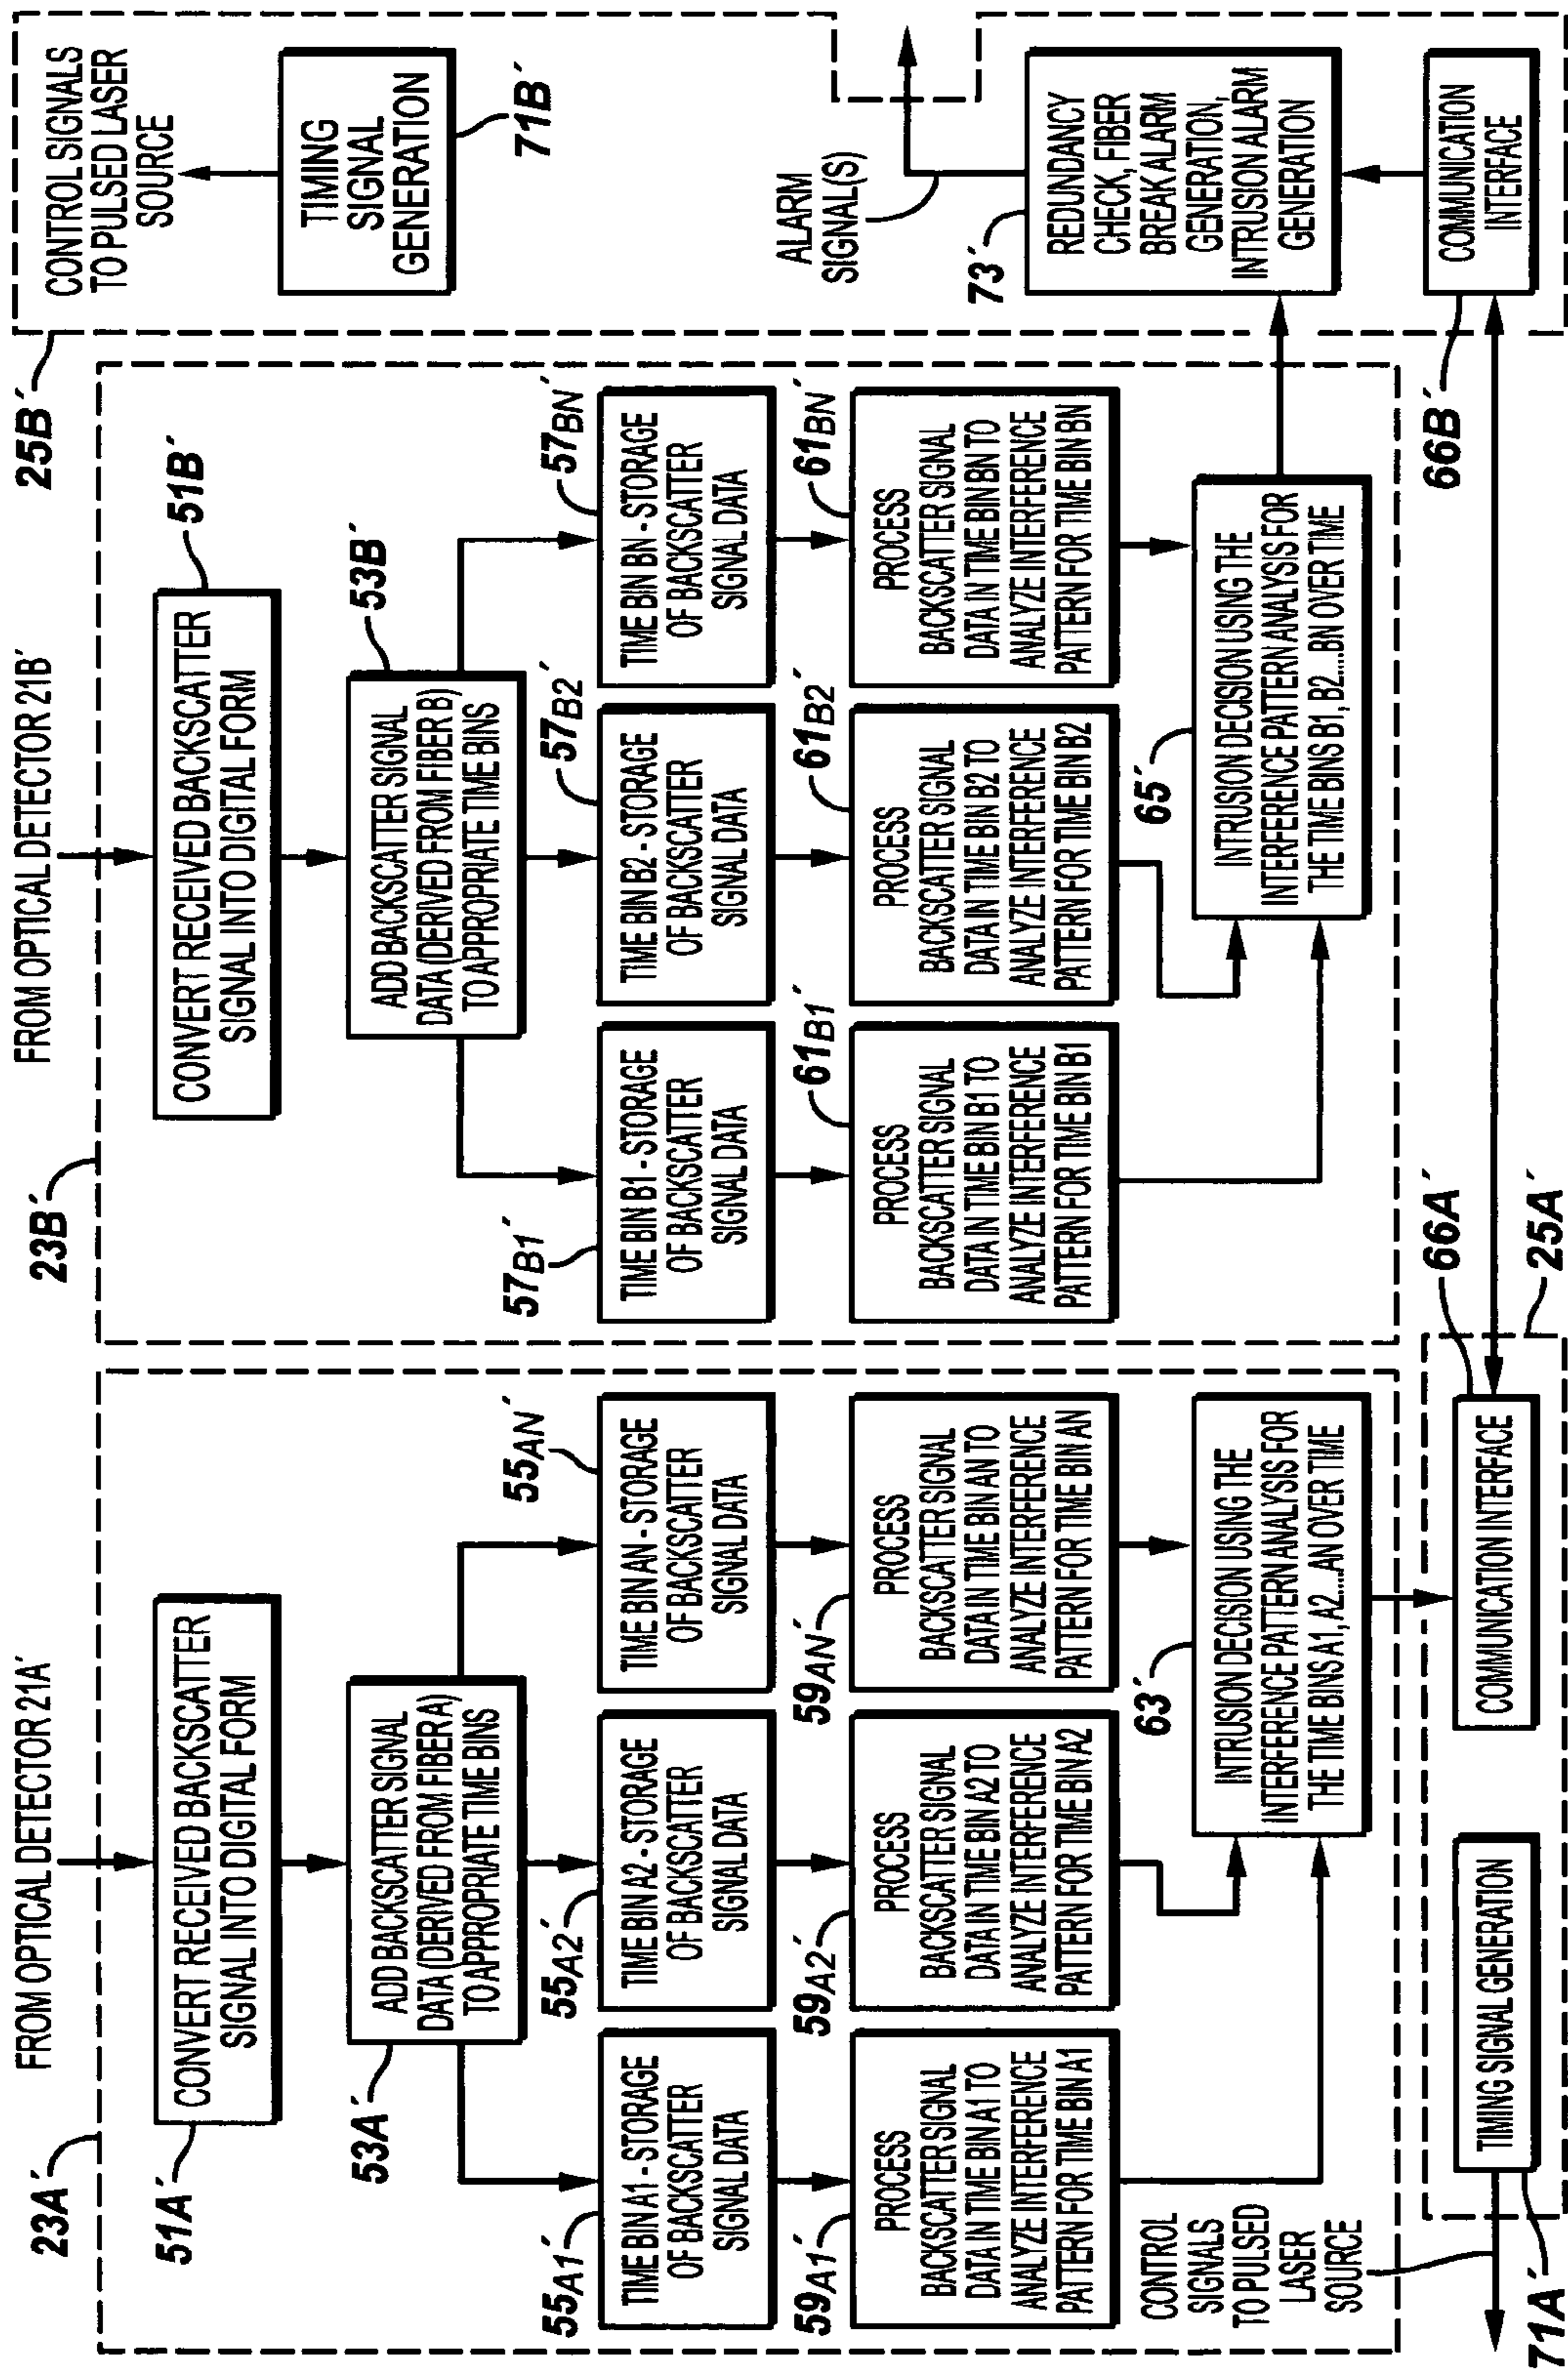 23A´
FROM OPTICAL DETECTOR 21A´
51A´
CONVERT RECEIVED BACKSCATTER
SIGNAL INTO DIGITAL FORM
53A´
ADD BACKSCATTER SIGNAL
DATA (DERIVED FROM FIBER A)
TO APPROPRIATE TIME BINS
55A1´
TIME BIN A1 - STORAGE
OF BACKSCATTER
SIGNAL DATA
55A2´
TIME BIN A2 - STORAGE
OF BACKSCATTER
SIGNAL DATA
55AN´
TIME BIN AN - STORAGE
OF BACKSCATTER
SIGNAL DATA
59A1´
PROCESS
BACKSCATTER SIGNAL
DATA IN TIME BIN A1 TO
ANALYZE INTERFERENCE
PATTERN FOR TIME BIN A1
59A2´
PROCESS
BACKSCATTER SIGNAL
DATA IN TIME BIN A2 TO
ANALYZE INTERFERENCE
PATTERN FOR TIME BIN A2
59AN´
PROCESS
BACKSCATTER SIGNAL
DATA IN TIME BIN AN TO
ANALYZE INTERFERENCE
PATTERN FOR TIME BIN AN
63´
INTRUSION DECISION USING THE
INTERFERENCE PATTERN ANALYSIS FOR
THE TIME BINS A1, A2....AN OVER TIME
CONTROL
SIGNALS
TO PULSED
LASER
SOURCE
71A´
TIMING SIGNAL GENERATION
COMMUNICATION INTERFACE
66A´
25A´
23B´
FROM OPTICAL DETECTOR 21B´
CONVERT RECEIVED BACKSCATTER
SIGNAL INTO DIGITAL FORM
51B´
ADD BACKSCATTER SIGNAL
DATA (DERIVED FROM FIBER B)
TO APPROPRIATE TIME BINS
53B´
57B1´
TIME BIN B1 - STORAGE
OF BACKSCATTER
SIGNAL DATA
57B2´
TIME BIN B2 - STORAGE
OF BACKSCATTER
SIGNAL DATA
57BN´
TIME BIN BN - STORAGE
OF BACKSCATTER
SIGNAL DATA
61B1´
PROCESS
BACKSCATTER SIGNAL
DATA IN TIME BIN B1 TO
ANALYZE INTERFERENCE
PATTERN FOR TIME BIN B1
61B2´
PROCESS
BACKSCATTER SIGNAL
DATA IN TIME BIN B2 TO
ANALYZE INTERFERENCE
PATTERN FOR TIME BIN B2
61BN´
PROCESS
BACKSCATTER SIGNAL
DATA IN TIME BIN BN TO
ANALYZE INTERFERENCE
PATTERN FOR TIME BIN BN
65´
INTRUSION DECISION USING THE
INTERFERENCE PATTERN ANALYSIS FOR
THE TIME BINS B1, B2....BN OVER TIME
25B´
CONTROL SIGNALS
TO PULSED LASER
SOURCE
TIMING
SIGNAL
GENERATION
71B´
ALARM
SIGNAL(S)
73´
REDUNDANCY
CHECK, FIBER
BREAK ALARM
GENERATION,
INTRUSION ALARM
GENERATION
COMMUNICATION
INTERFACE
66B´